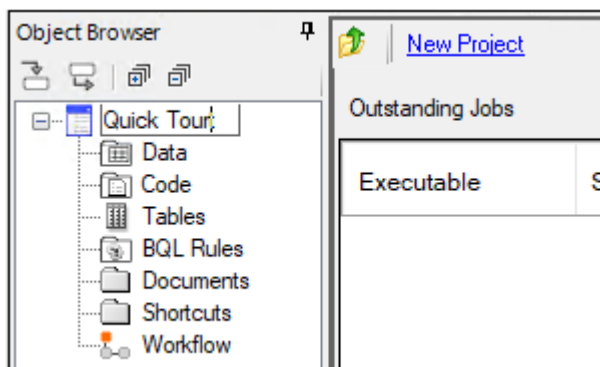 Object Browser
New Project
Quick Tour
Outstanding Jobs
Data
Executable
Code
Tables
BQL Rules
Documents
Shortcuts
Workflow